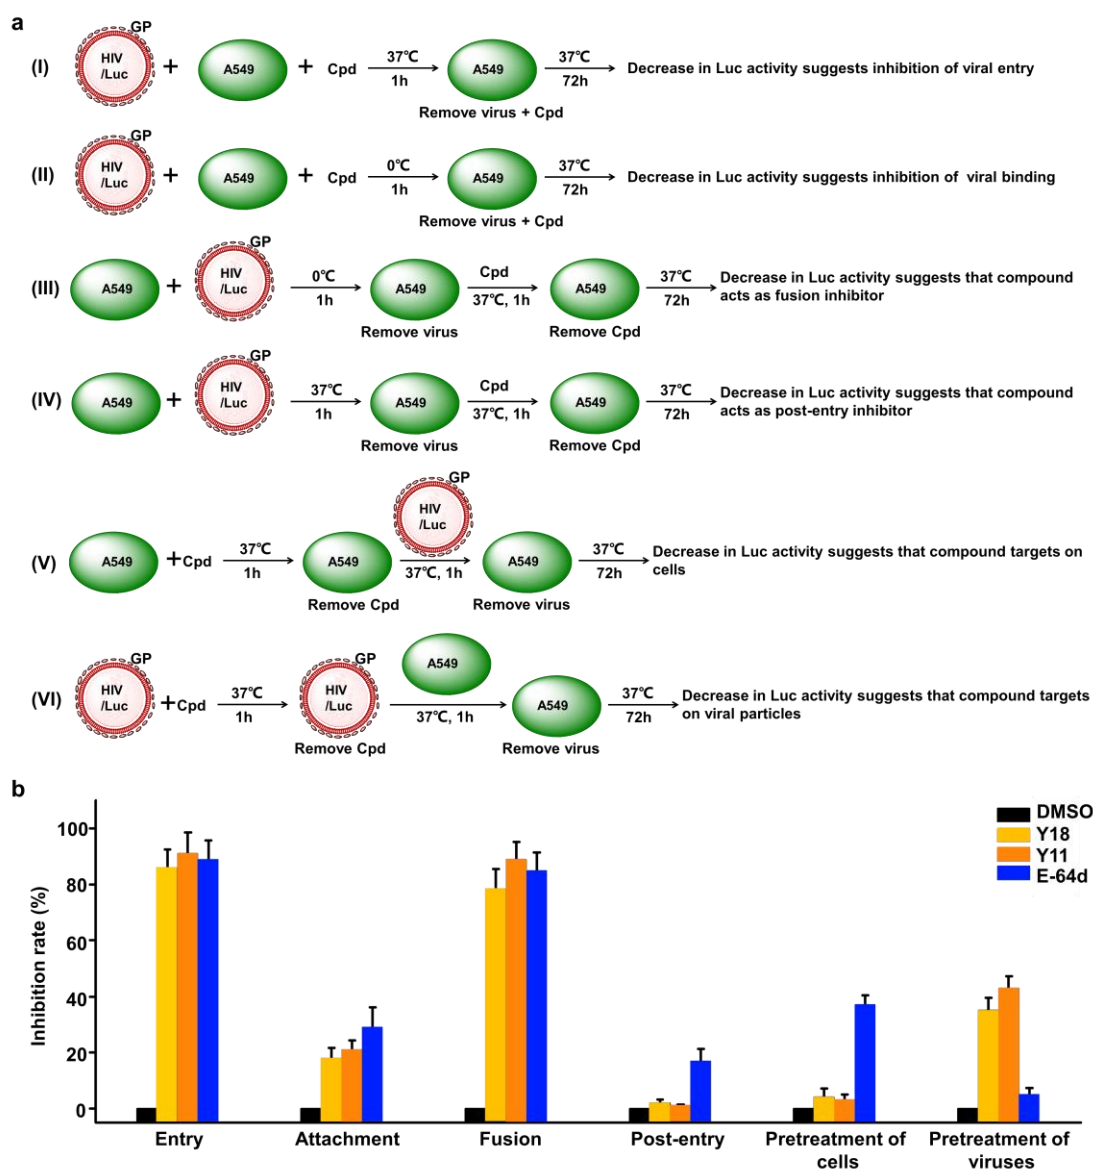 a
GP
(I)
HIV
/Luc
+
A549
+
Cpd
37℃
1h
A549
Remove virus + Cpd
37℃
72h
Decrease in Luc activity suggests inhibition of viral entry
GP
(II)
HIV
/Luc
+
A549
+
Cpd
0℃
1h
A549
Remove virus + Cpd
37℃
72h
Decrease in Luc activity suggests inhibition of viral binding
(III)
A549
+
GP
HIV
/Luc
0℃
1h
A549
Remove virus
Cpd
37℃, 1h
A549
Remove Cpd
37℃
72h
Decrease in Luc activity suggests that compound
acts as fusion inhibitor
(IV)
A549
+
GP
HIV
/Luc
37℃
1h
A549
Remove virus
Cpd
37℃, 1h
A549
Remove Cpd
37℃
72h
Decrease in Luc activity suggests that compound
acts as post-entry inhibitor
(V)
A549
+Cpd
37℃
1h
A549
Remove Cpd
GP
HIV
/Luc
37℃, 1h
A549
Remove virus
37℃
72h
Decrease in Luc activity suggests that compound targets on
cells
(VI)
GP
HIV
/Luc
+Cpd
37℃
1h
GP
HIV
/Luc
Remove Cpd
A549
37℃, 1h
A549
Remove virus
37℃
72h
Decrease in Luc activity suggests that compound targets
on viral particles
b
Inhibition rate (%)
100
80
60
40
20
0
DMSO
Y18
Y11
E-64d
Entry
Attachment
Fusion
Post-entry
Pretreatment of
cells
Pretreatment of
viruses